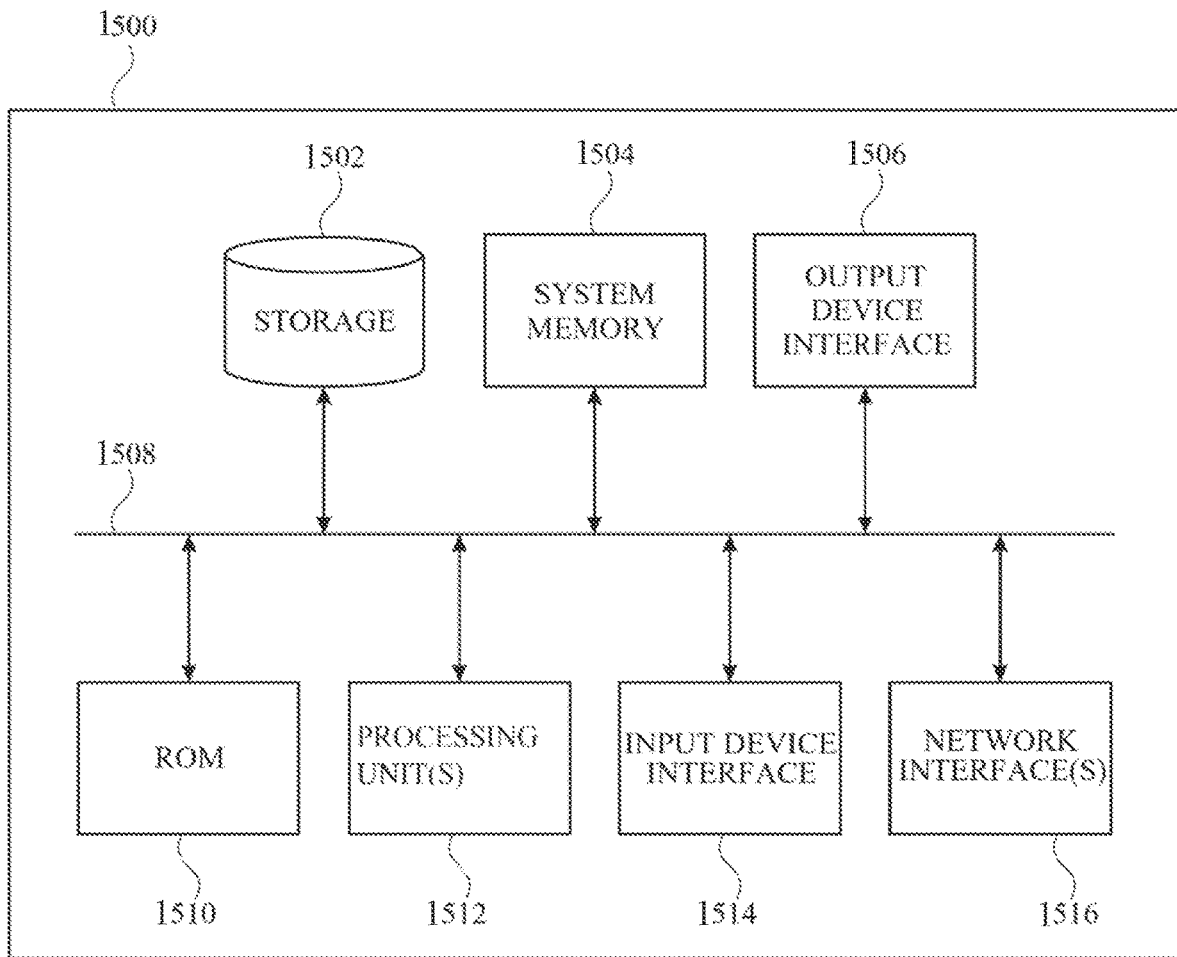 1500
1502
1504
1506
STORAGE
SYSTEM
MEMORY
OUTPUT
DEVICE
INTERFACE
1508
ROM
PROCESSING
UNIT(S)
INPUT DEVICE
INTERFACE
NETWORK
INTERFACE(S)
1510
1512
1514
1516